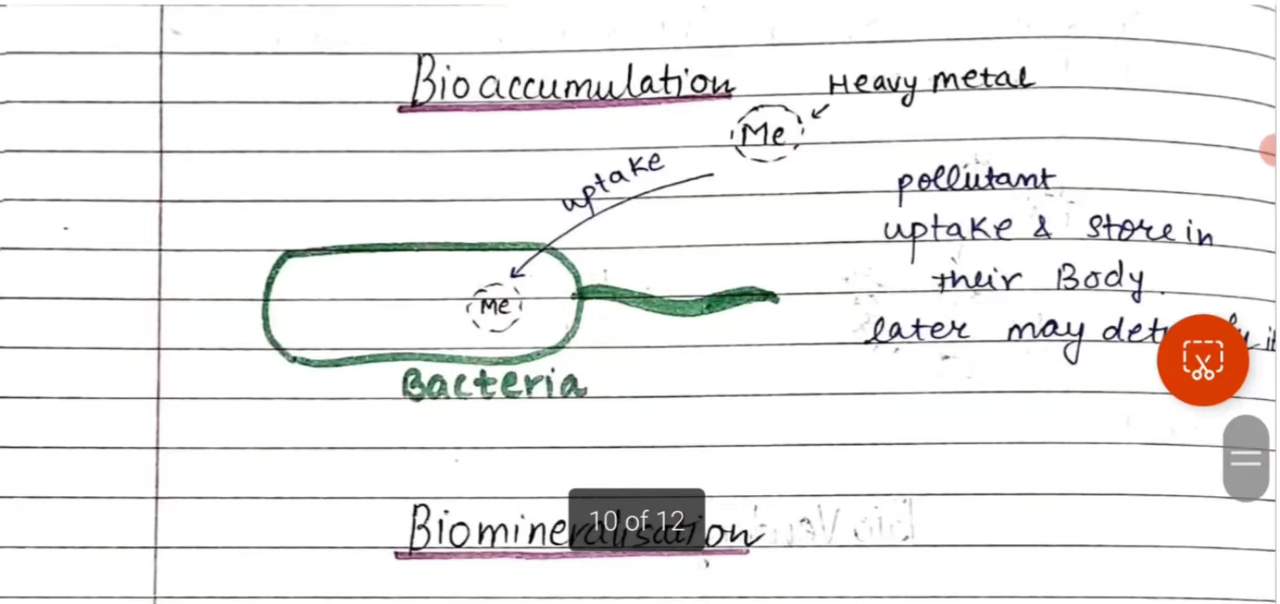 Bioaccumulation
Heavy metal
Me
uptake
pollutant
uptake & store in
their Body.
later may
Me
Bacteria
10 of 12
Biomineralisation